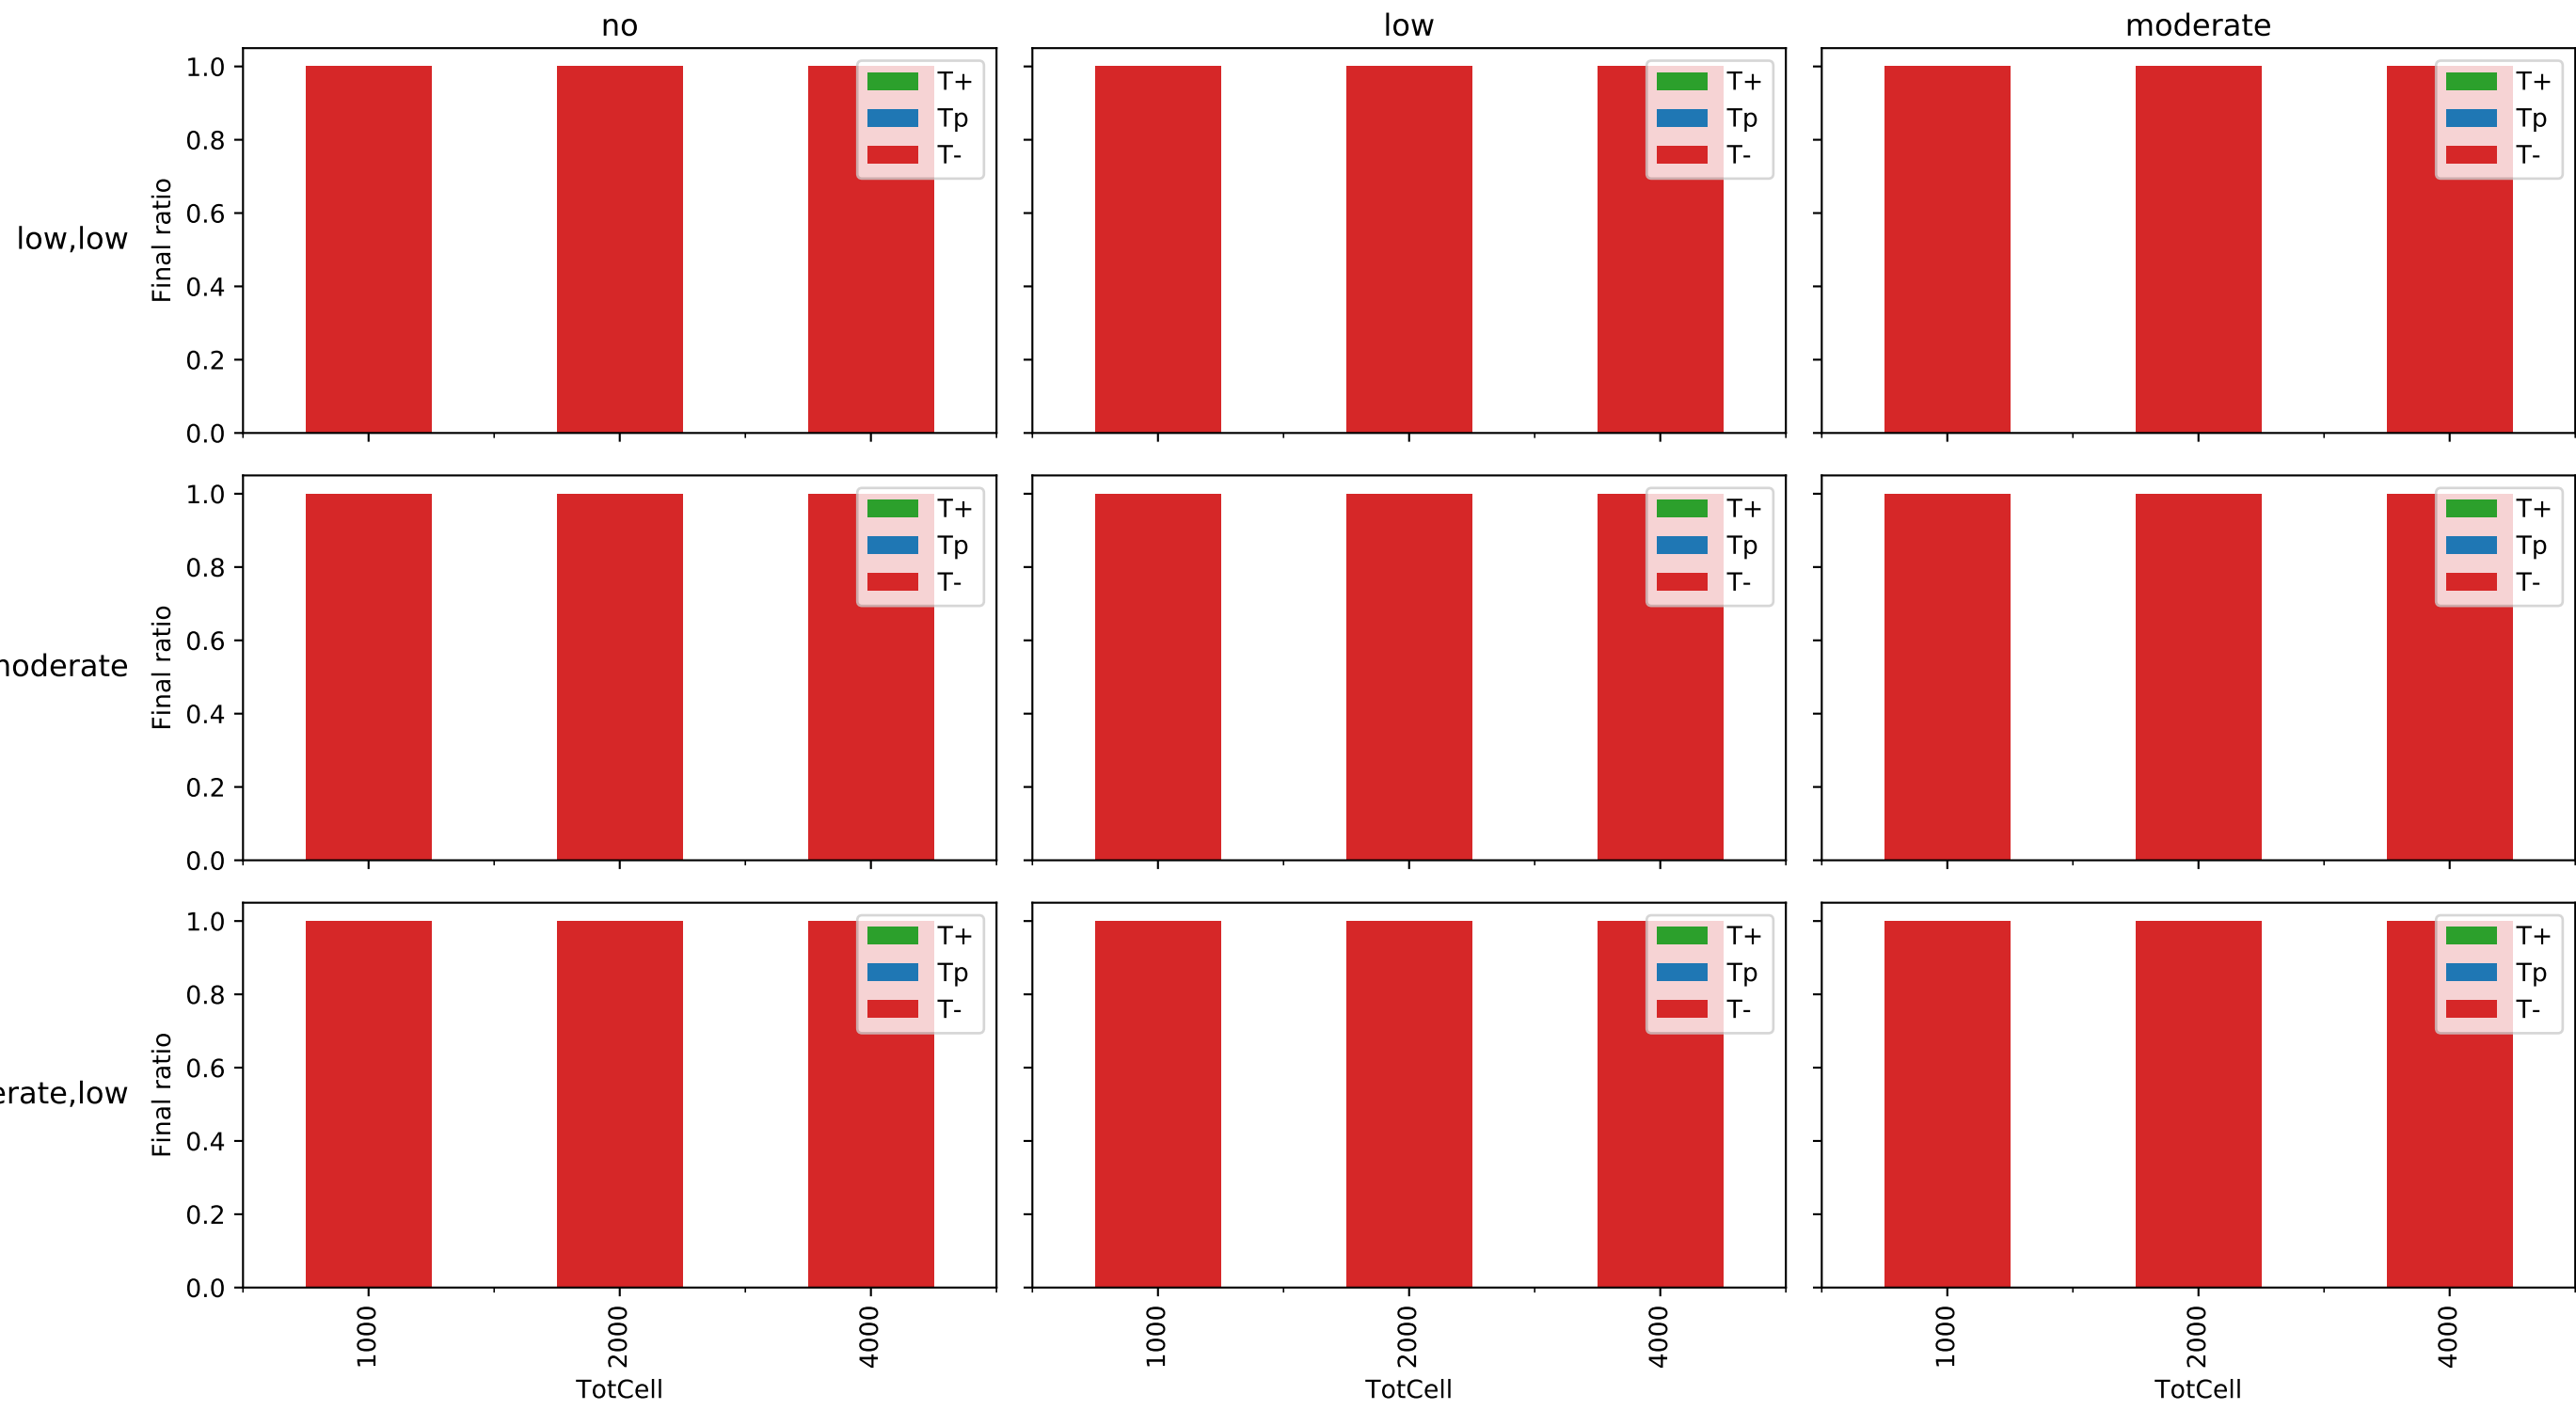 no low moderate
1.0
0.8
0.6
0.4
0.2
0.0
Final ratio
low,low
T+
Tp
T-
T+
Tp
T-
T+
Tp
T-
1.0
0.8
0.6
0.4
0.2
0.0
Final ratio
T+
Tp
T-
T+
Tp
T-
T+
Tp
T-
1.0
0.8
0.6
0.4
0.2
0.0
Final ratio
,low
T+
Tp
T-
T+
Tp
T-
T+
Tp
T-
1000 2000 4000 1000 2000 4000 1000 2000 4000
TotCell TotCell TotCell